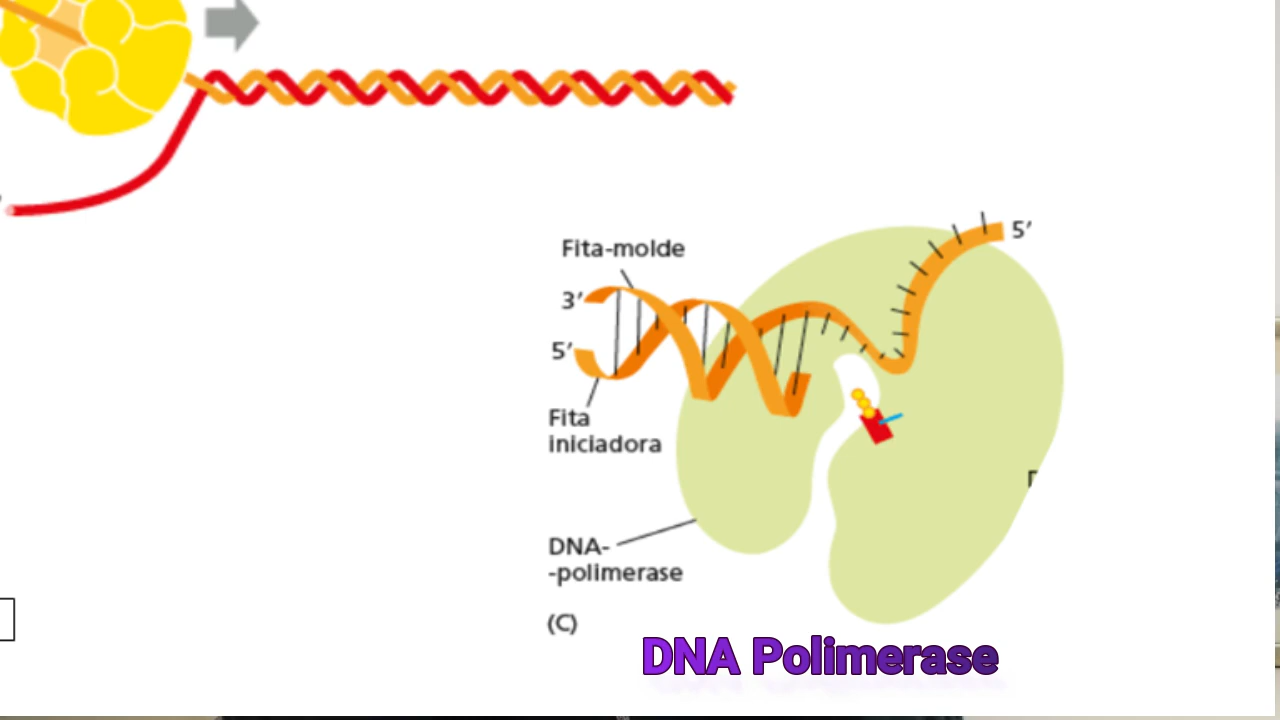 5′
Fita-molde
3′
5′
Fita
iniciadora
DNA-
-polimerase
(C)
DNA Polimerase